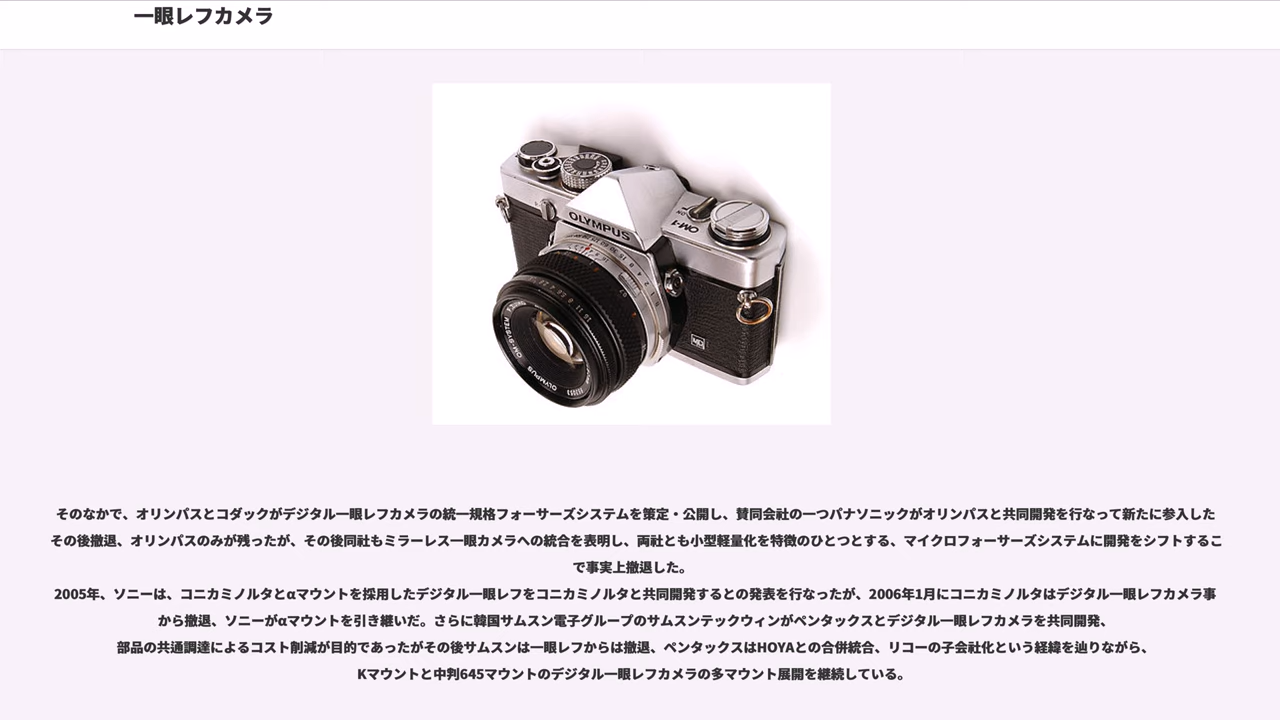 一眼レフカメラ
OLYMPUS
OM-1
ON
MD
OM-SYSTEM
OLYMPUS
そのなかで、オリンパスとコダックがデジタル一眼レフカメラの統一規格フォーサーズシステムを策定・公開し、賛同会社の一つパナソニックがオリンパスと共同開発を行なって新たに参入した
その後撤退、オリンパスのみが残ったが、その後同社もミラーレス一眼カメラへの統合を表明し、両社とも小型軽量化を特徴のひとつとする、マイクロフォーサーズシステムに開発をシフトするこ
で事実上撤退した。
2005年、ソニーは、コニカミノルタとαマウントを採用したデジタル一眼レフをコニカミノルタと共同開発するとの発表を行なったが、2006年1月にコニカミノルタはデジタル一眼レフカメラ事
から撤退、ソニーがαマウントを引き継いだ。さらに韓国サムスン電子グループのサムスンテックウィンがペンタックスとデジタル一眼レフカメラを共同開発、
部品の共通調達によるコスト削減が目的であったがその後サムスンは一眼レフからは撤退、ペンタックスはHOYAとの合併統合、リコーの子会社化という経緯を辿りながら、
Kマウントと中判645マウントのデジタル一眼レフカメラの多マウント展開を継続している。